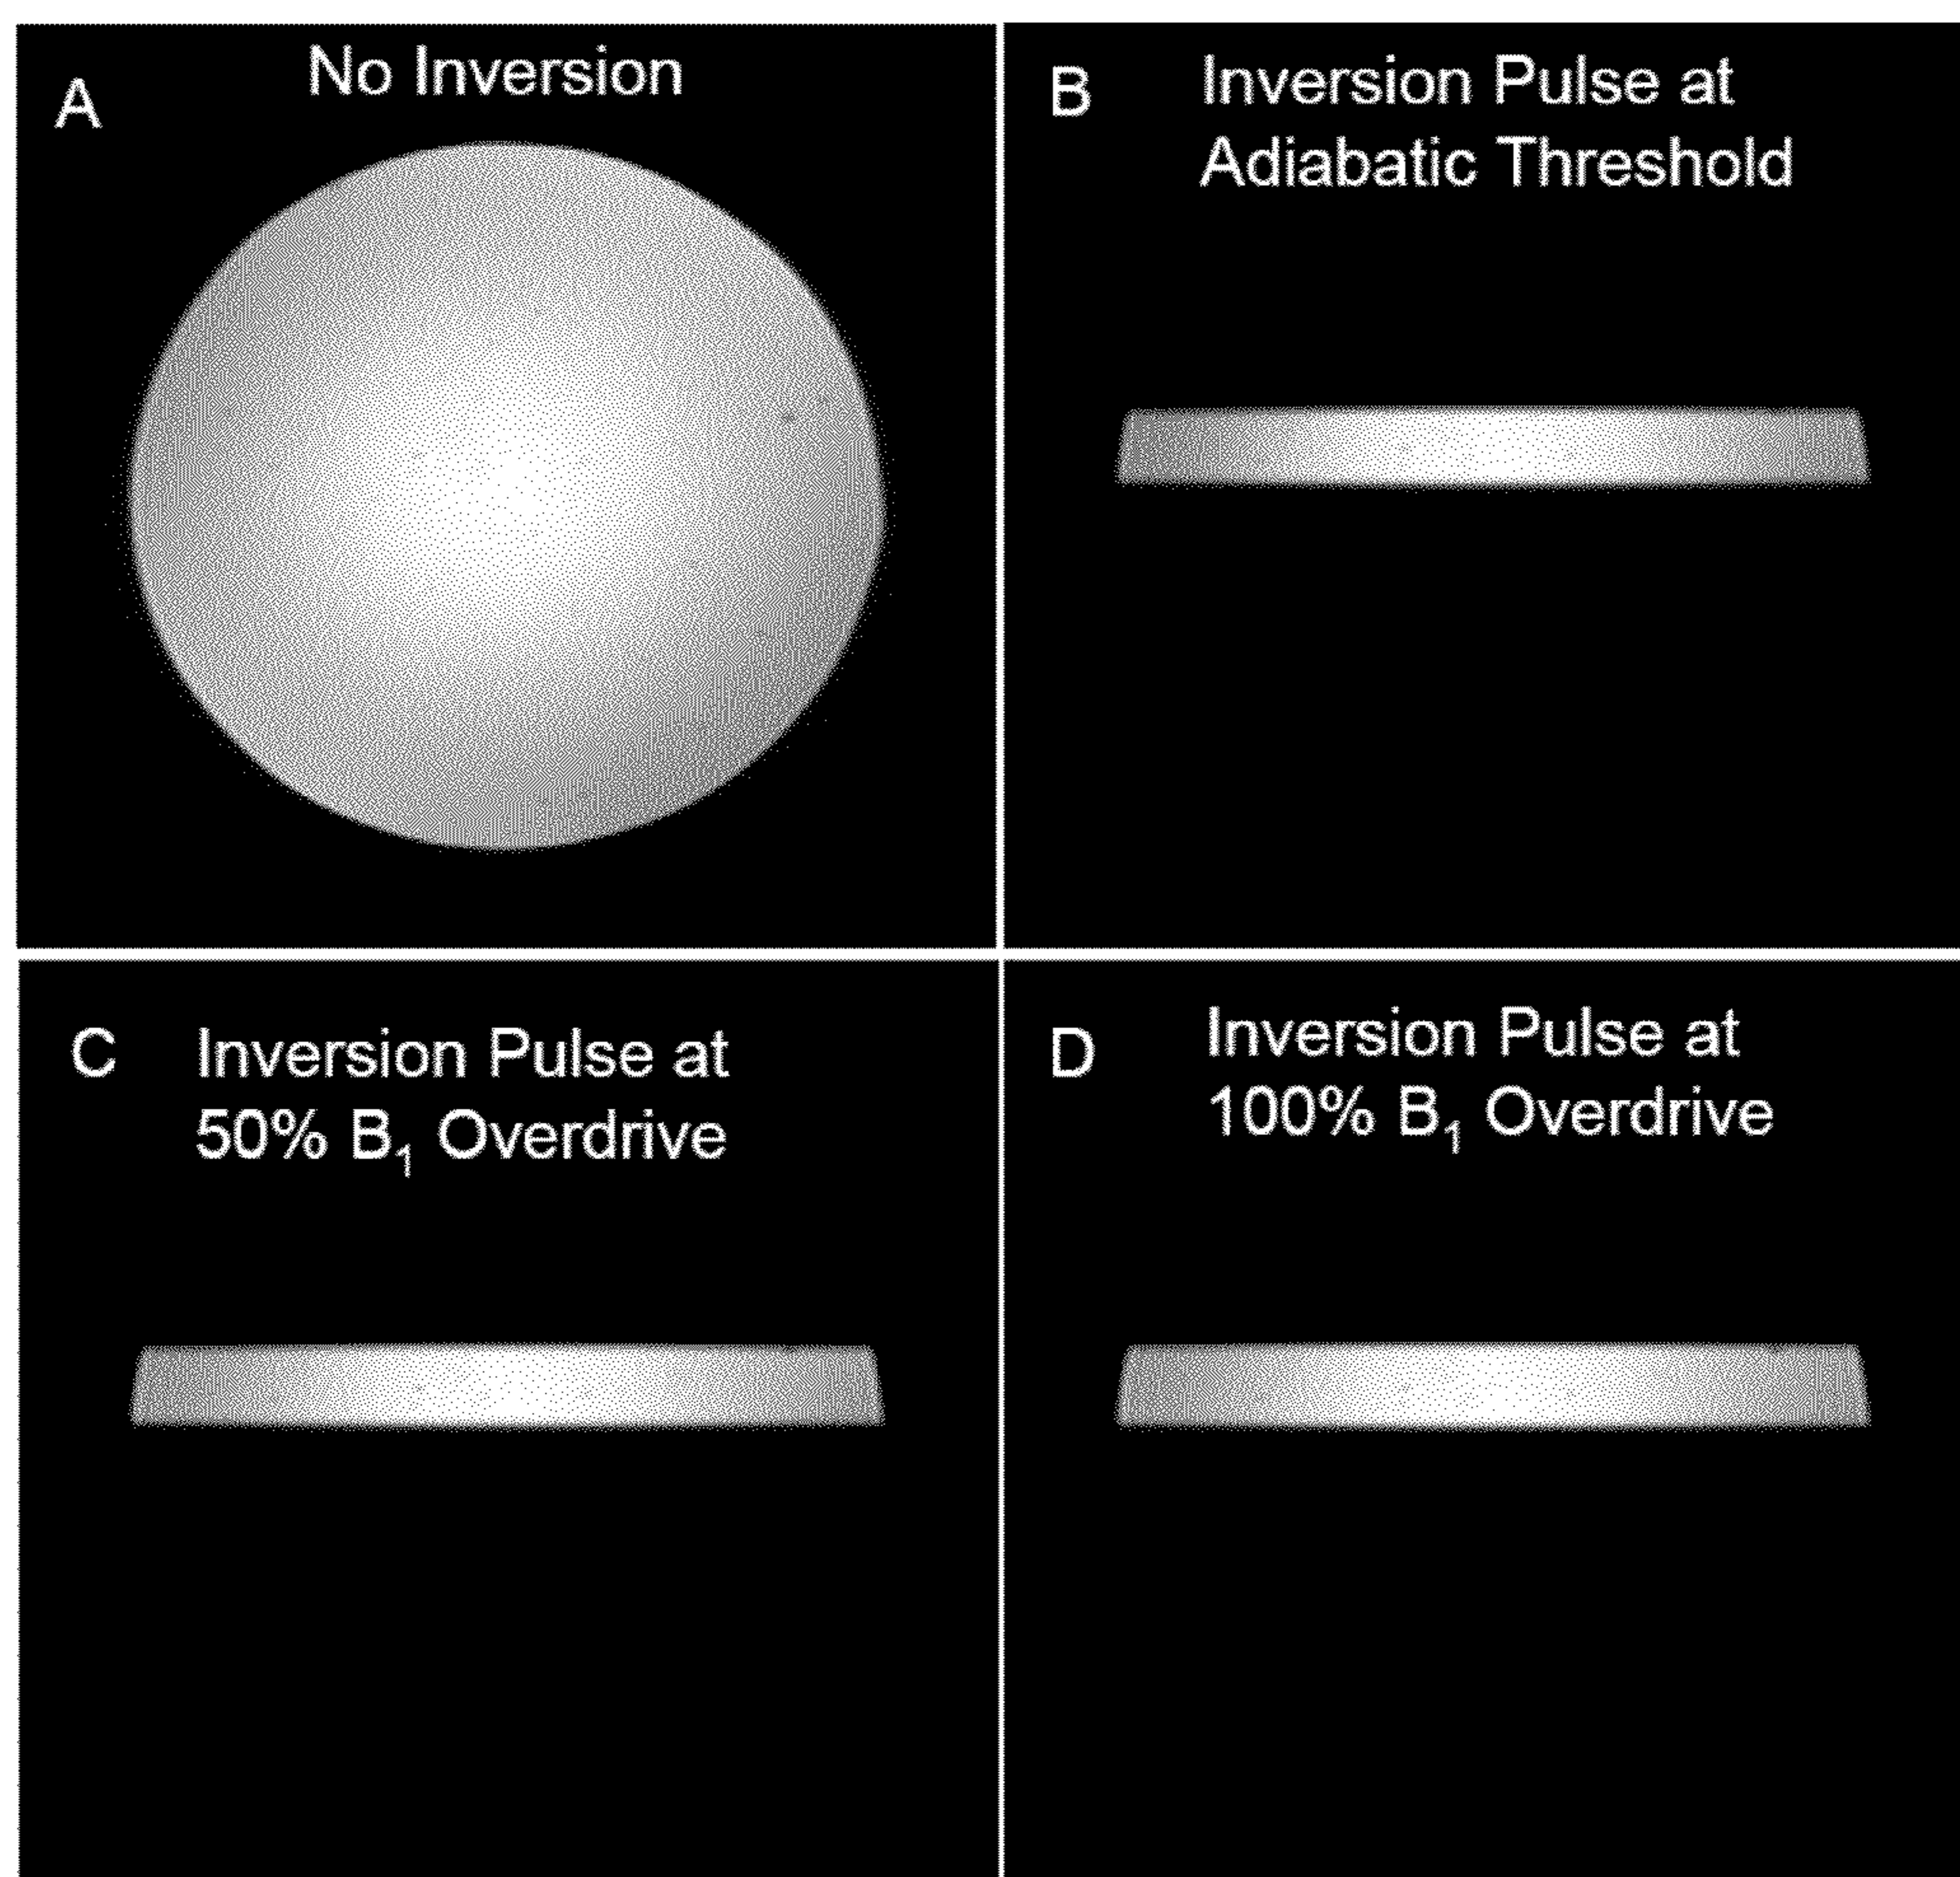 A
No Inversion
B
Inversion Pulse at
Adiabatic Threshold
C
Inversion Pulse at
50% B₁ Overdrive
D
Inversion Pulse at
100% B₁ Overdrive